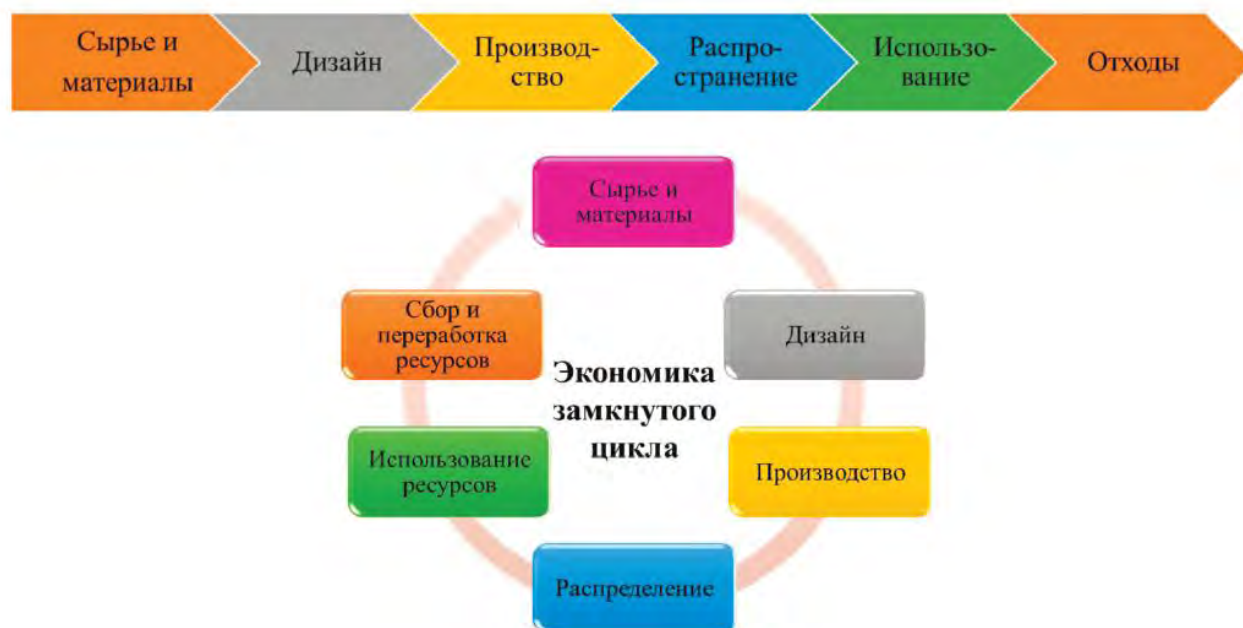 Сырье и
материалы
Дизайн
Производ-
ство
Распро-
странение
Использо-
вание
Отходы
Сырье и
материалы
Дизайн
Производство
Распределение
Использование
ресурсов
Сбор и
переработка
ресурсов
Экономика
замкнутого
цикла